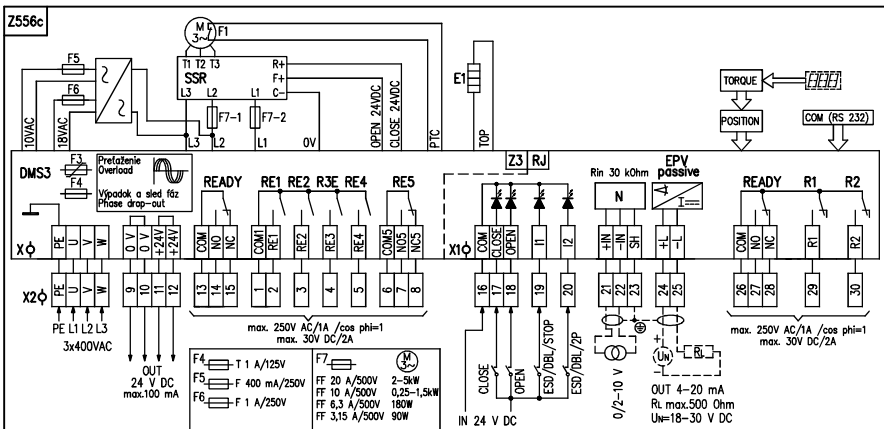 Z556c
M
3~
F1
T1 T2 T3
SSR
R+
F+
C-
L3 L2 L1
F5
F6
F7-1
F7-2
E1
TORQUE
POSITION
COM (RS 232)
10VAC
18VAC
L3 L2 L1
0V
OPEN 24VDC
CLOSE 24VDC
PTC
TOP
DMS3
F3
F4
Preťaženie
Overload
Výpadok a sled fáz
Phase drop-out
READY
RE1 RE2 R3E RE4
RE5
Z3 RJ
Rin 30 kOhm
N
EPV
passive
I
READY
R1
R2
X
PE U V W
0 V 0 V +24V +24V
COM NO NC
COM1 RE1 RE2 RE3 RE4
COM5 NO5 NC5
X1
COM CLOSE OPEN I1 I2
+IN -IN SH
+L -L
COM NO NC R1 R2
X2
PE U V W
9 10 11 12 13 14 15 1 2 3 4 5 6 7 8 16 17 18 19 20 21 22 23 24 25 26 27 28 29 30
PE L1 L2 L3
3x400VAC
OUT
24 V DC
max.100 mA
max. 250V AC/1A /cos phi=1
max. 30V DC/2A
F4 T 1 A/125V
F5 F 400 mA/250V
F6 F 1 A/250V
F7
M
3~
FF 20 A/500V 2-5kW
FF 10 A/500V 0,25-1,5kW
FF 6,3 A/500V 180W
FF 3,15 A/500V 90W
CLOSE
OPEN
ESD/DBL/STOP
ESD/DBL/2P
IN 24 V DC
0/2-10 V
+
UN
-
RL
OUT 4-20 mA
RL max.500 Ohm
UN=18-30 V DC
max. 250V AC/1A /cos phi=1
max. 30V DC/2A